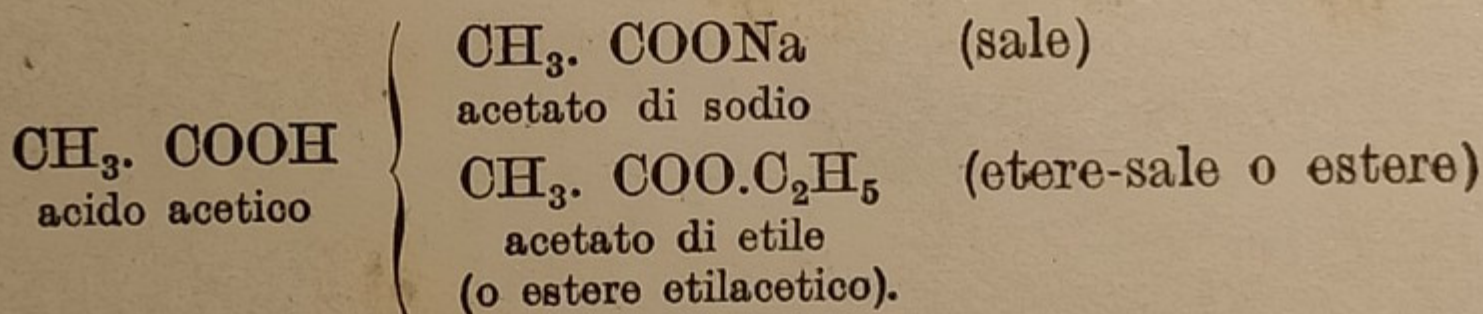 CH₃. COONa (sale)
acetato di sodio
CH₃. COOH
acido acetico
CH₃. COO.C₂H₅ (etere-sale o estere)
acetato di etile
(o estere etilacetico).